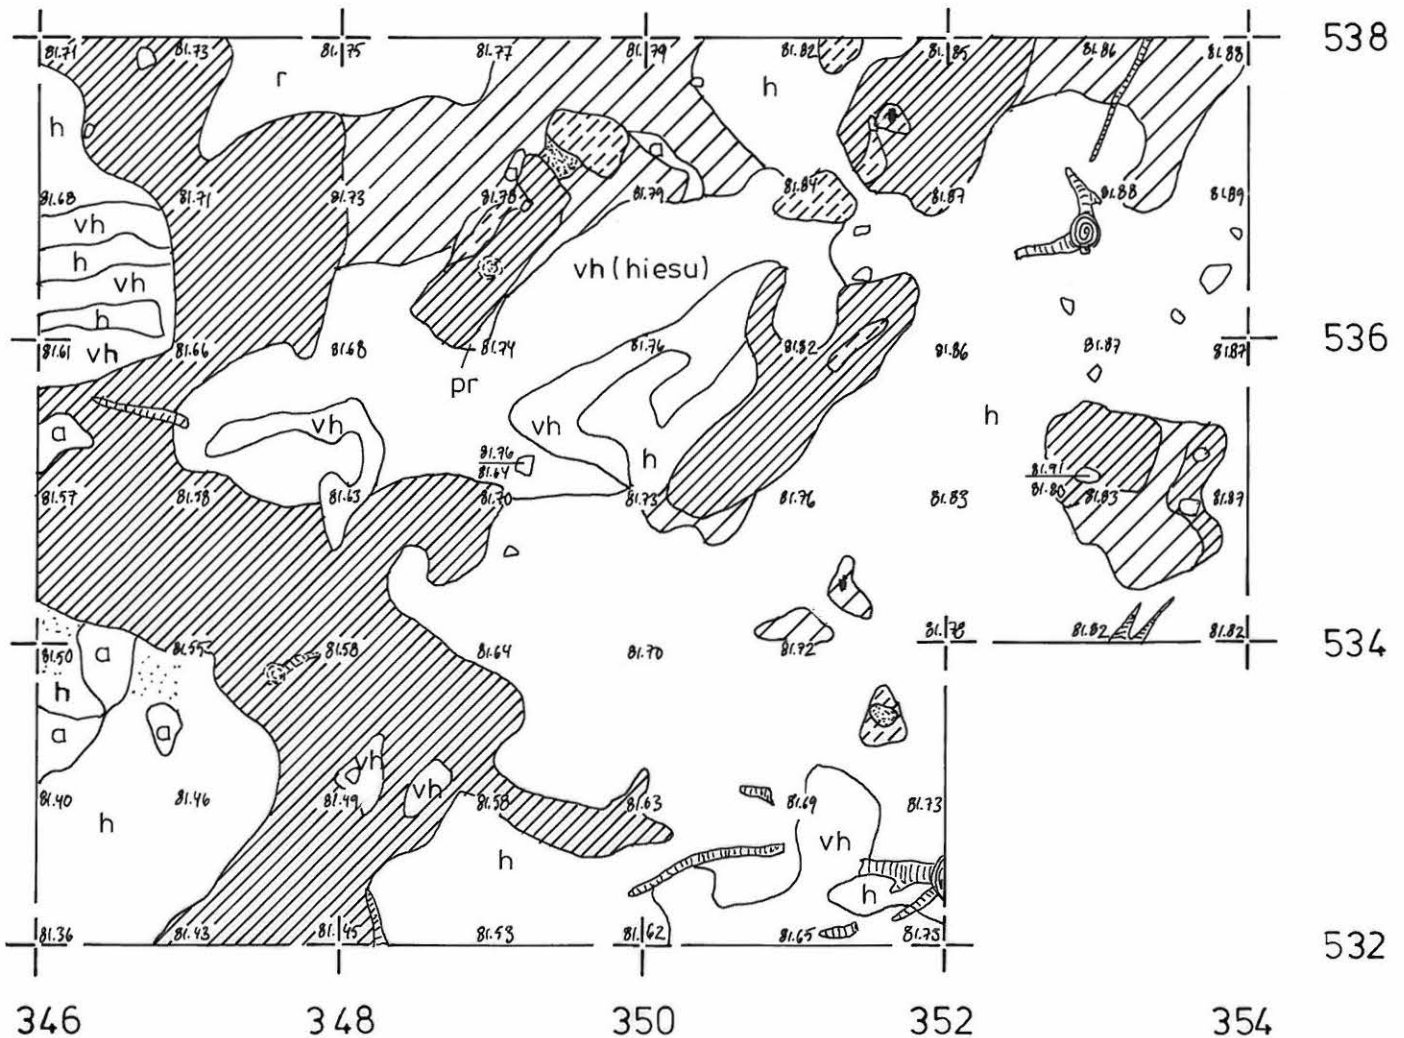 81.71 81.73 81.75 81.77 81.79 81.82 81.85 81.86 81.88 538
r h
h a
81.68 81.71 81.73 81.78 81.79 81.84 81.87 81.88 81.89
vh
h vh (hiesu)
vh
h
81.61 81.66 81.68 81.74 81.76 81.82 81.86 81.87 81.87 536
vh
pr
a vh vh h
h
81.76
81.64
81.91
81.80
81.57 81.58 81.63 81.70 81.73 81.76 81.83 81.83 81.87
81.50 81.55 81.58 81.64 81.70 81.72 81.78 81.82 81.82 534
a
h
a a
vh vh
81.40 81.46 81.49 81.58 81.63 81.69 81.73
h h vh
h
81.36 81.43 81.45 81.53 81.62 81.65 81.75 532
346 348 350 352 354